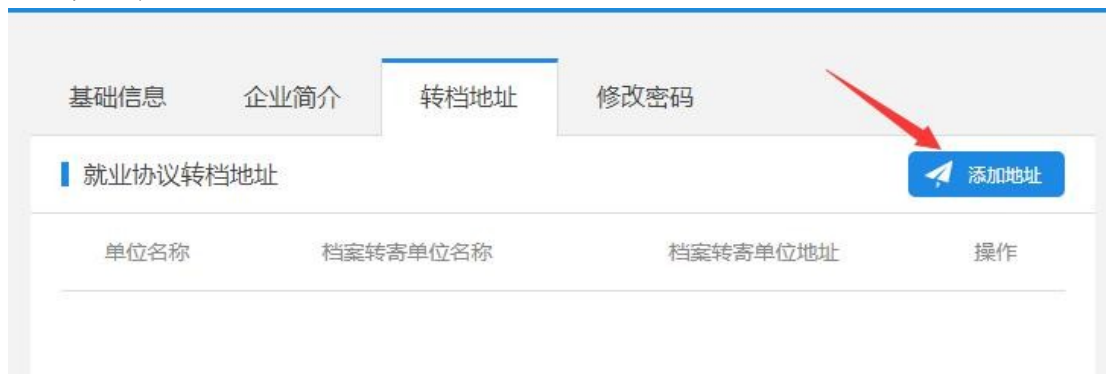 基础信息 企业简介 转档地址 修改密码
就业协议转档地址 添加地址
单位名称 档案转寄单位名称 档案转寄单位地址 操作